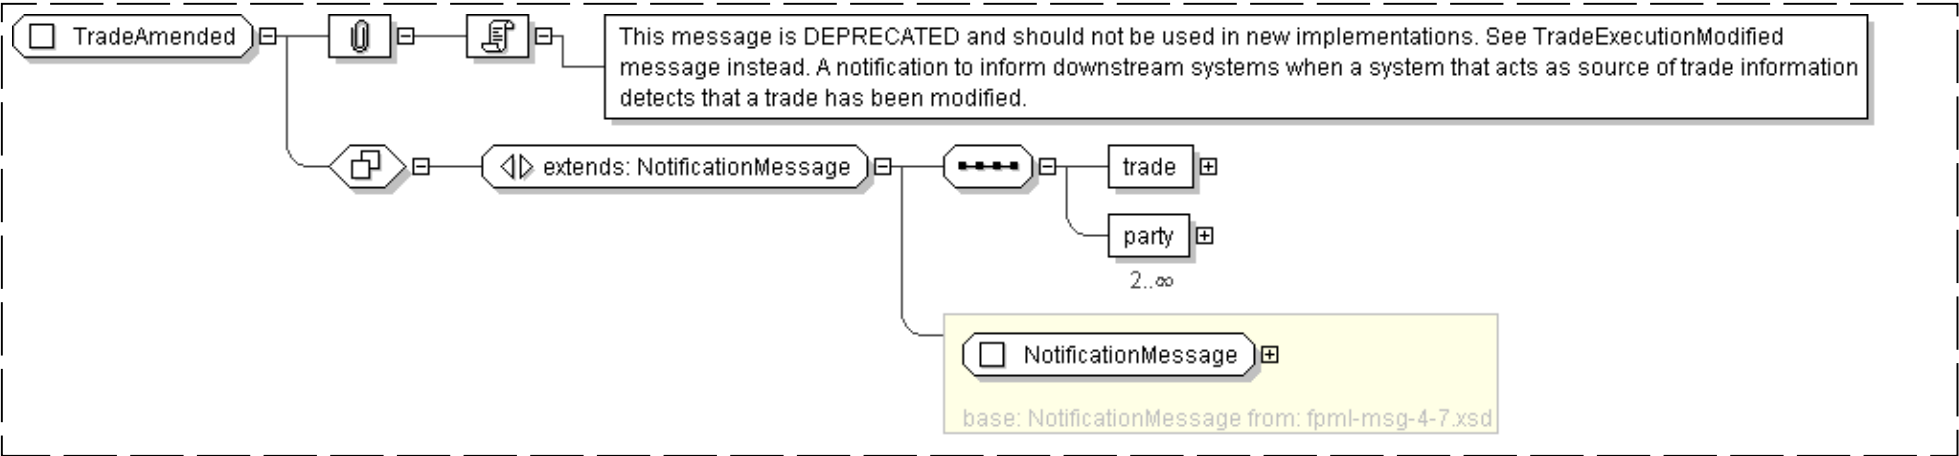 TradeAmended
This message is DEPRECATED and should not be used in new implementations. See TradeExecutionModified
message instead. A notification to inform downstream systems when a system that acts as source of trade information
detects that a trade has been modified.
extends: NotificationMessage
trade
party
2..∞
NotificationMessage
base: NotificationMessage from: fpml-msg-4-7.xsd